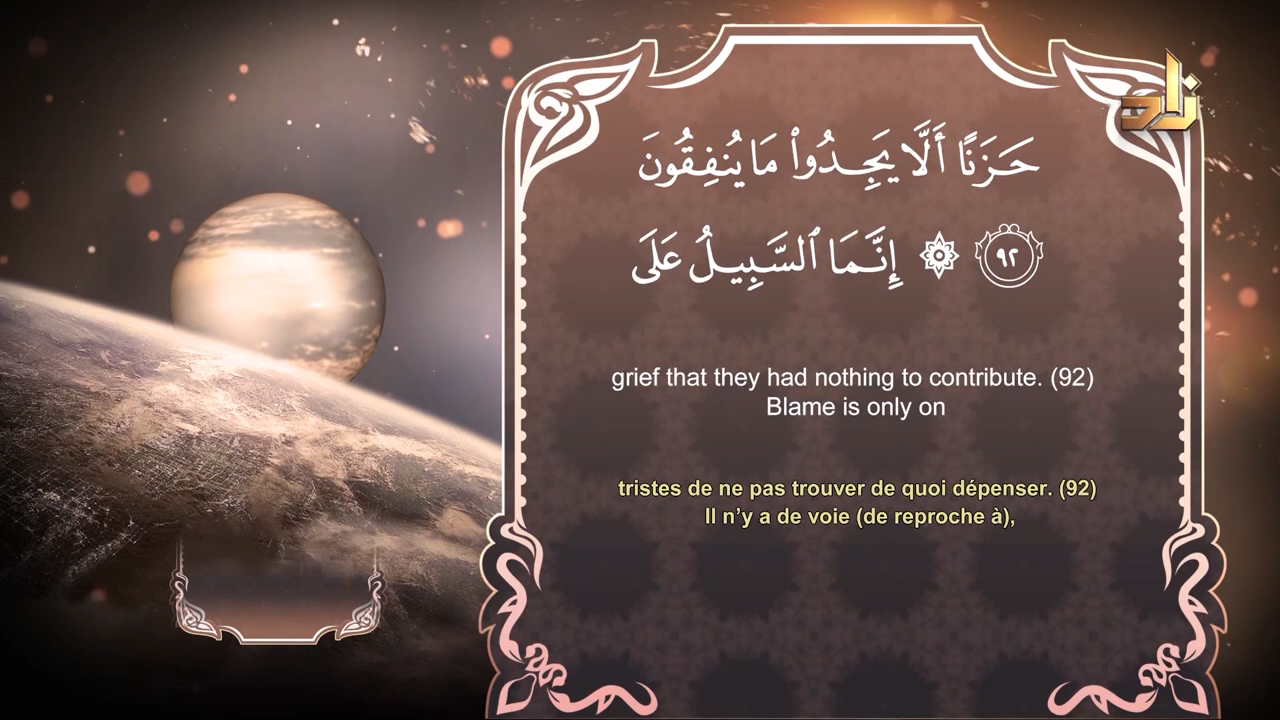 زاد
حَزَنًا أَلَّا يَجِدُوا۟ مَا يُنفِقُونَ
٩٢ ۞ إِنَّمَا ٱلسَّبِيلُ عَلَى
grief that they had nothing to contribute. (92)
Blame is only on
tristes de ne pas trouver de quoi dépenser. (92)
Il n’y a de voie (de reproche à),